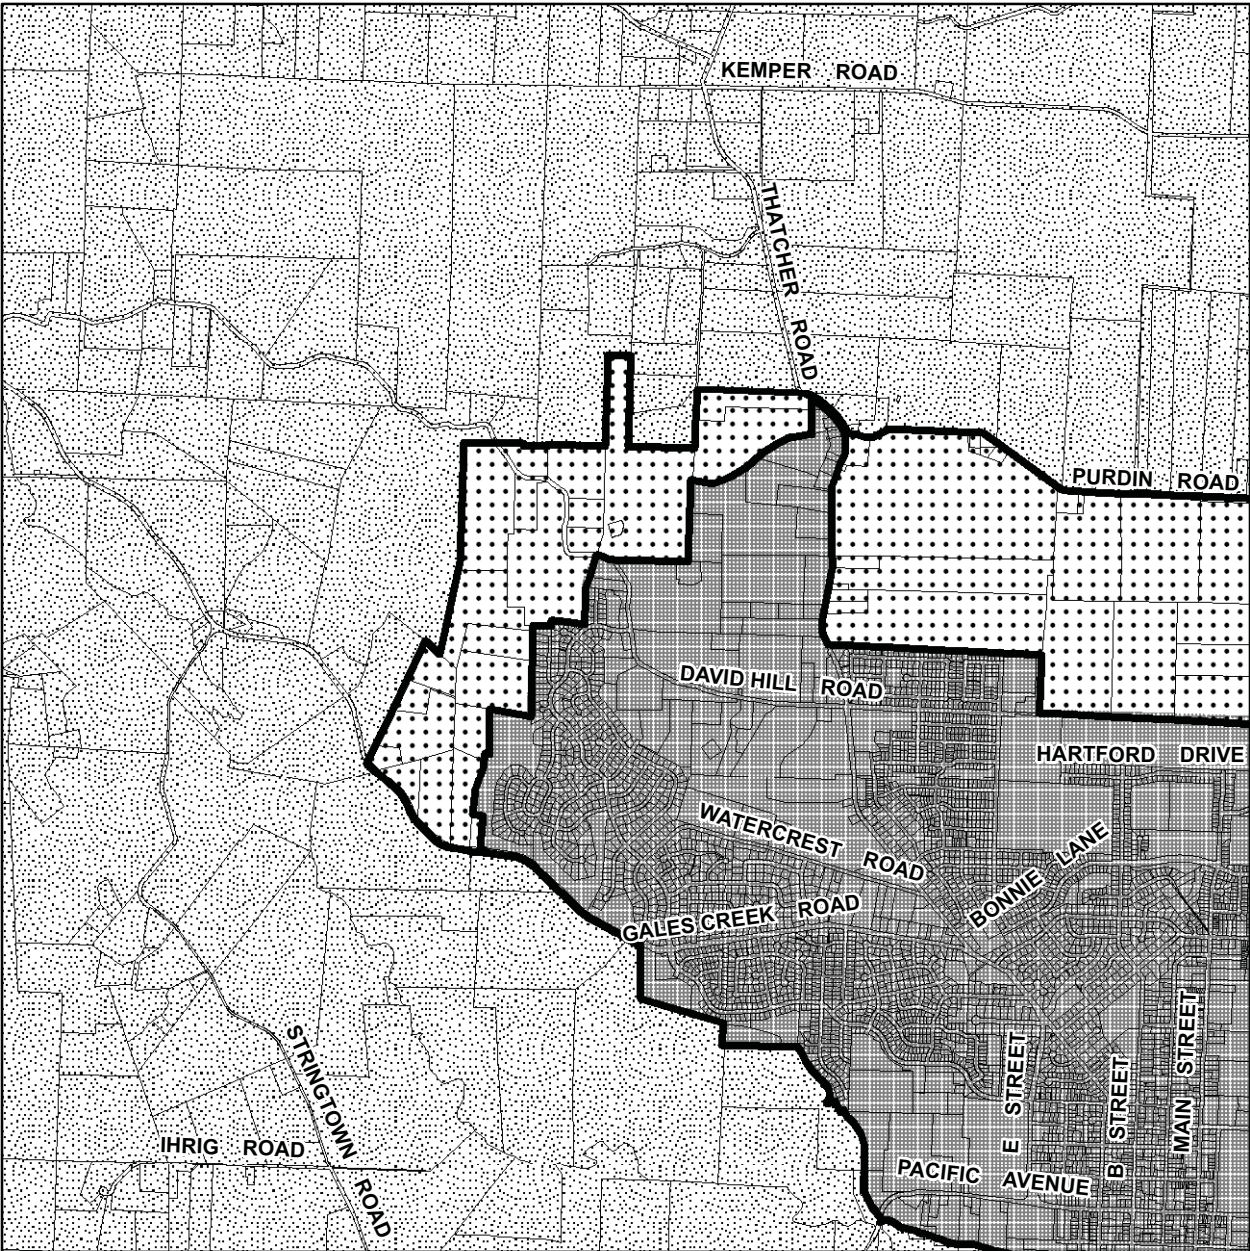 KEMPER ROAD
THATCHER ROAD
PURDIN ROAD
DAVID HILL ROAD
HARTFORD DRIVE
WATERCREST ROAD
BONNIE LANE
GALES CREEK ROAD
STRINGTOWN ROAD
E STREET
B STREET
MAIN STREET
IHRIG ROAD
PACIFIC AVENUE